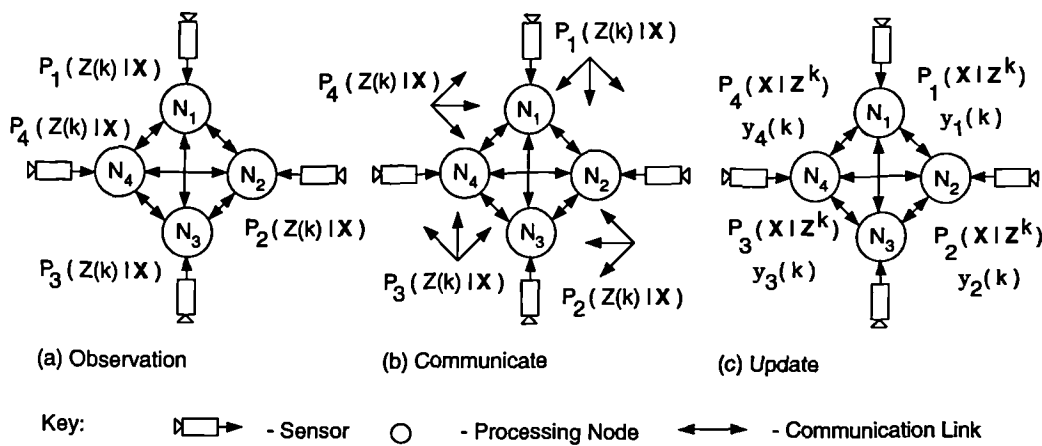 P1(Z(k) | X)
N1
P4(Z(k) | X)
N4
N2
P2(Z(k) | X)
N3
P3(Z(k) | X)
(a) Observation
P1(Z(k) | X)
P4(Z(k) | X)
N1
N4
N2
N3
P3(Z(k) | X)
P2(Z(k) | X)
(b) Communicate
P4(X | Z^k)
y4(k)
P1(X | Z^k)
y1(k)
N1
N4
N2
N3
P3(X | Z^k)
y3(k)
P2(X | Z^k)
y2(k)
(c) Update
Key: - Sensor - Processing Node - Communication Link